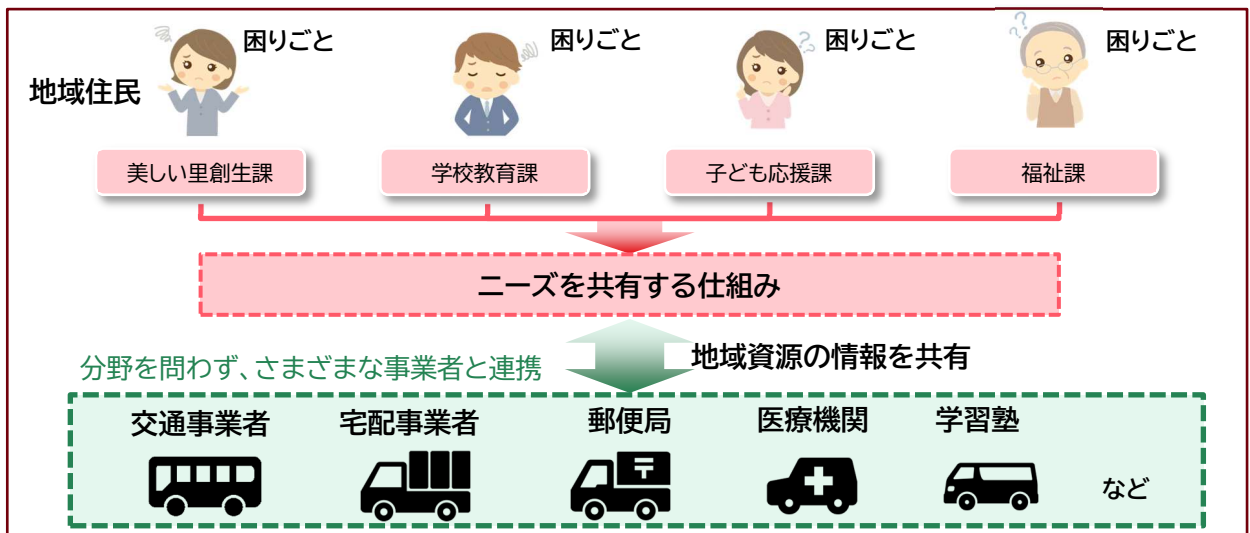 困りごと
困りごと
困りごと
困りごと
地域住民
美しい里創生課
学校教育課
子ども応援課
福祉課
ニーズを共有する仕組み
地域資源の情報を共有
分野を問わず、さまざまな事業者と連携
交通事業者
宅配事業者
郵便局
医療機関
学習塾
〒
など